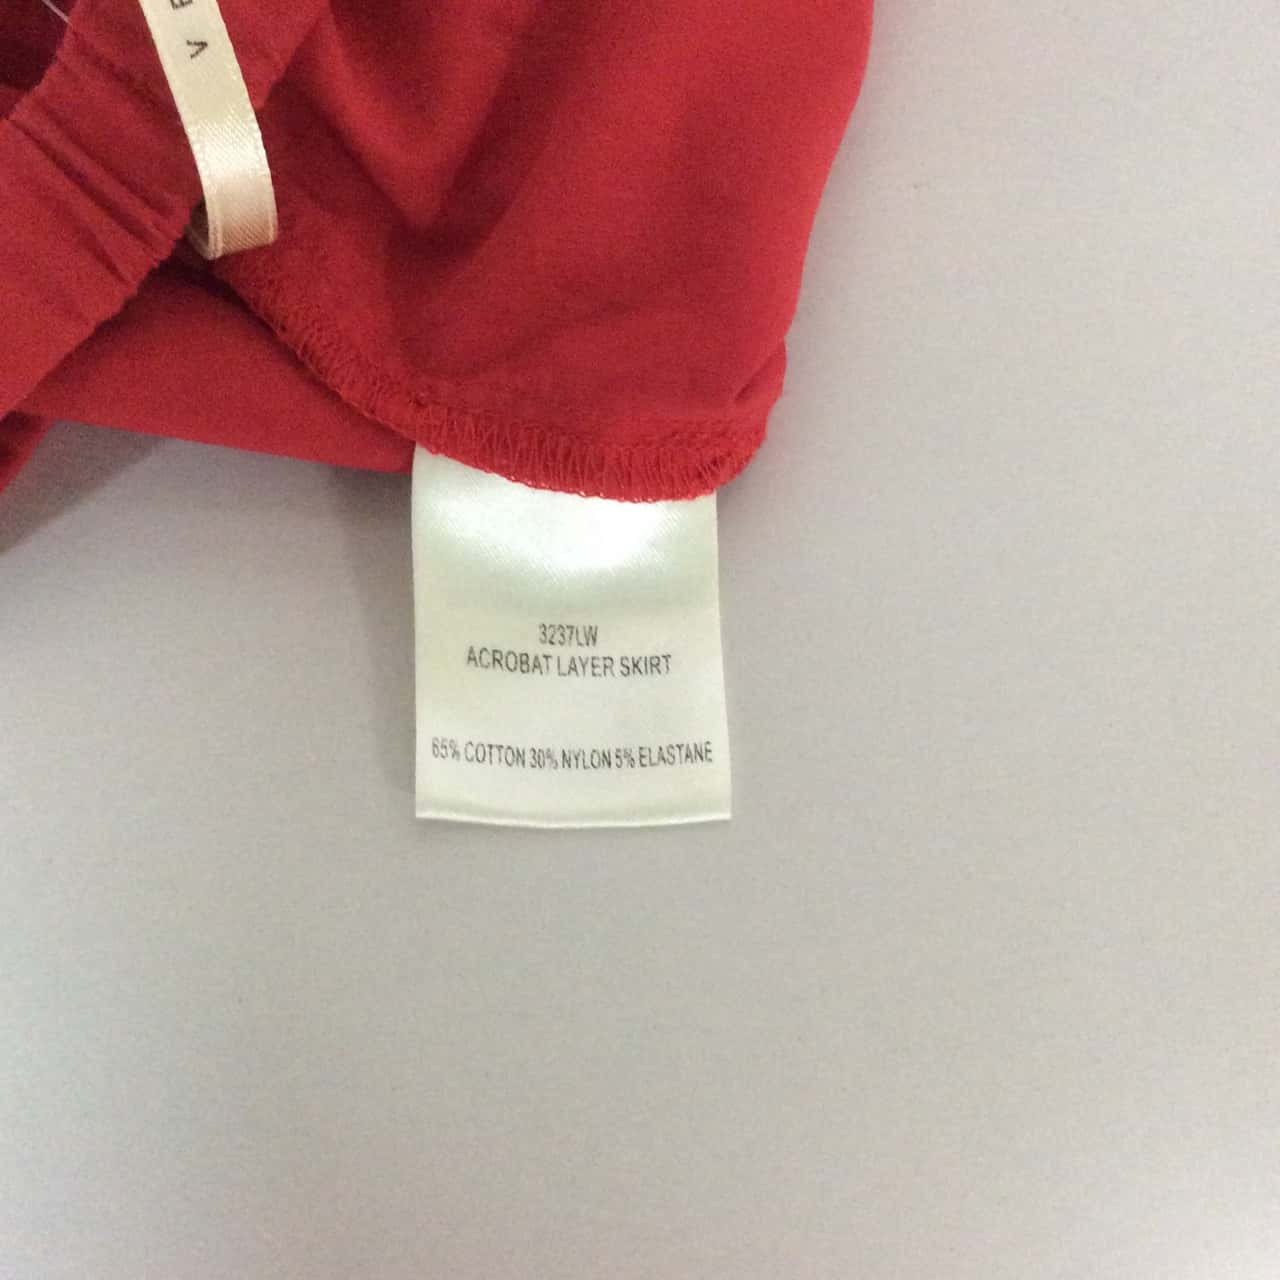 3237LW
ACROBAT LAYER SKIRT
65% COTTON 30% NYLON 5% ELASTANE